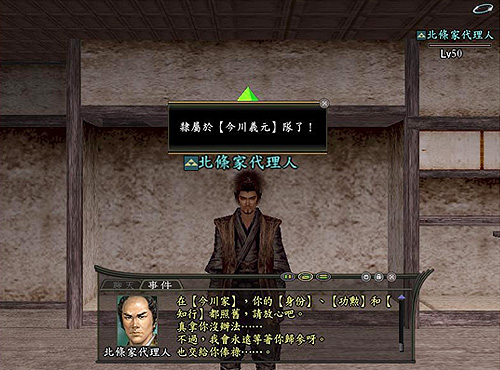 北條家代理人
Lv50
隸屬於【今川義元】隊了！
北條家代理人
聊天
事件
在【今川家】，你的【身份】、【功勲】和【
知行】都照舊，請放心吧。
真拿你沒辦法……
不過，我會永遠等著你歸參呀。
也交給你俸祿……。
北條家代理人